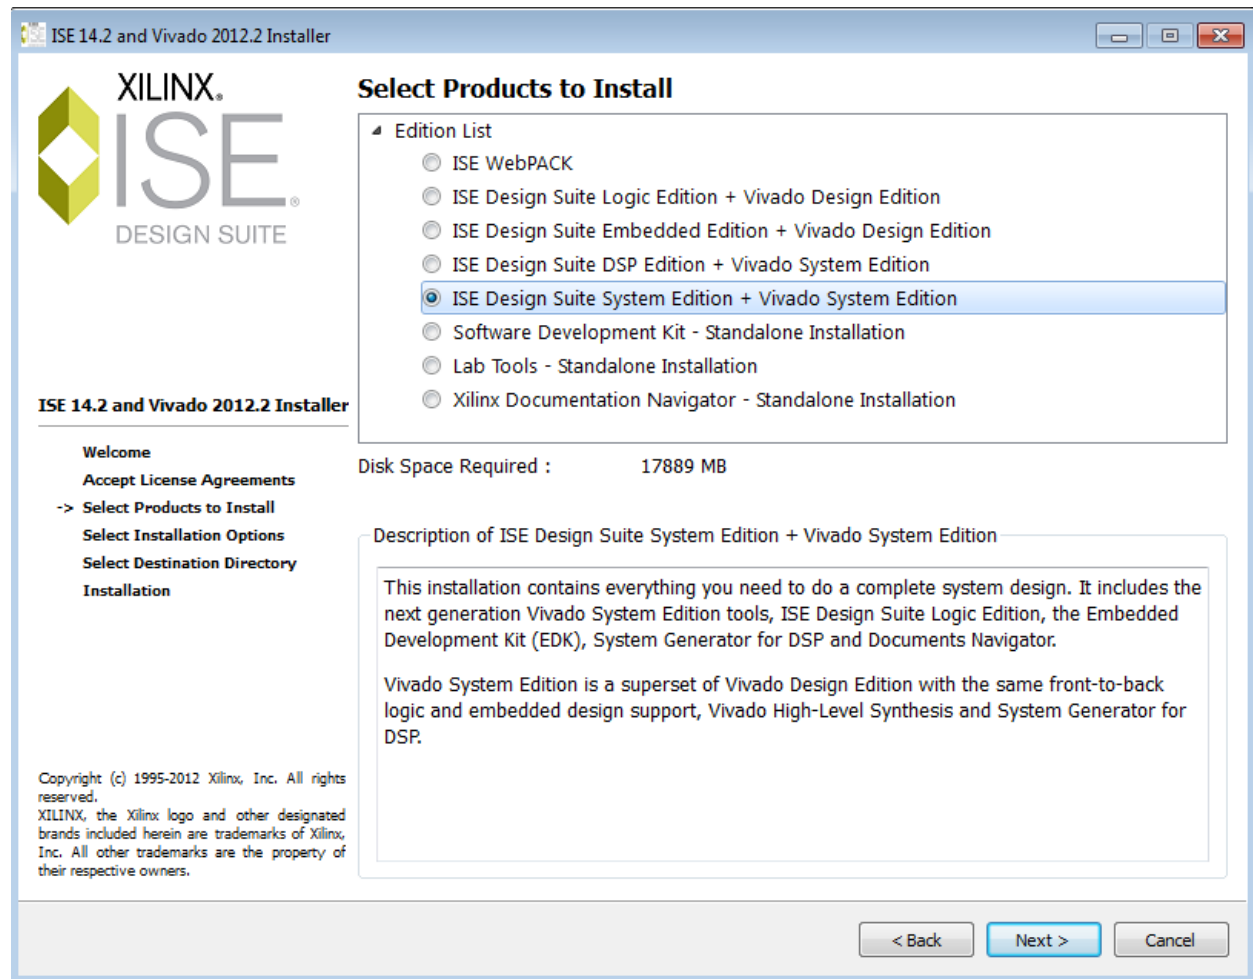 ISE 14.2 and Vivado 2012.2 Installer
XILINX®
ISE®
DESIGN SUITE
ISE 14.2 and Vivado 2012.2 Installer
Welcome
Accept License Agreements
-> Select Products to Install
Select Installation Options
Select Destination Directory
Installation
Copyright (c) 1995-2012 Xilinx, Inc. All rights
reserved.
XILINX, the Xilinx logo and other designated
brands included herein are trademarks of Xilinx,
Inc. All other trademarks are the property of
their respective owners.
Select Products to Install
Edition List
ISE WebPACK
ISE Design Suite Logic Edition + Vivado Design Edition
ISE Design Suite Embedded Edition + Vivado Design Edition
ISE Design Suite DSP Edition + Vivado System Edition
ISE Design Suite System Edition + Vivado System Edition
Software Development Kit - Standalone Installation
Lab Tools - Standalone Installation
Xilinx Documentation Navigator - Standalone Installation
Disk Space Required : 17889 MB
Description of ISE Design Suite System Edition + Vivado System Edition
This installation contains everything you need to do a complete system design. It includes the
next generation Vivado System Edition tools, ISE Design Suite Logic Edition, the Embedded
Development Kit (EDK), System Generator for DSP and Documents Navigator.
Vivado System Edition is a superset of Vivado Design Edition with the same front-to-back
logic and embedded design support, Vivado High-Level Synthesis and System Generator for
DSP.
< Back
Next >
Cancel